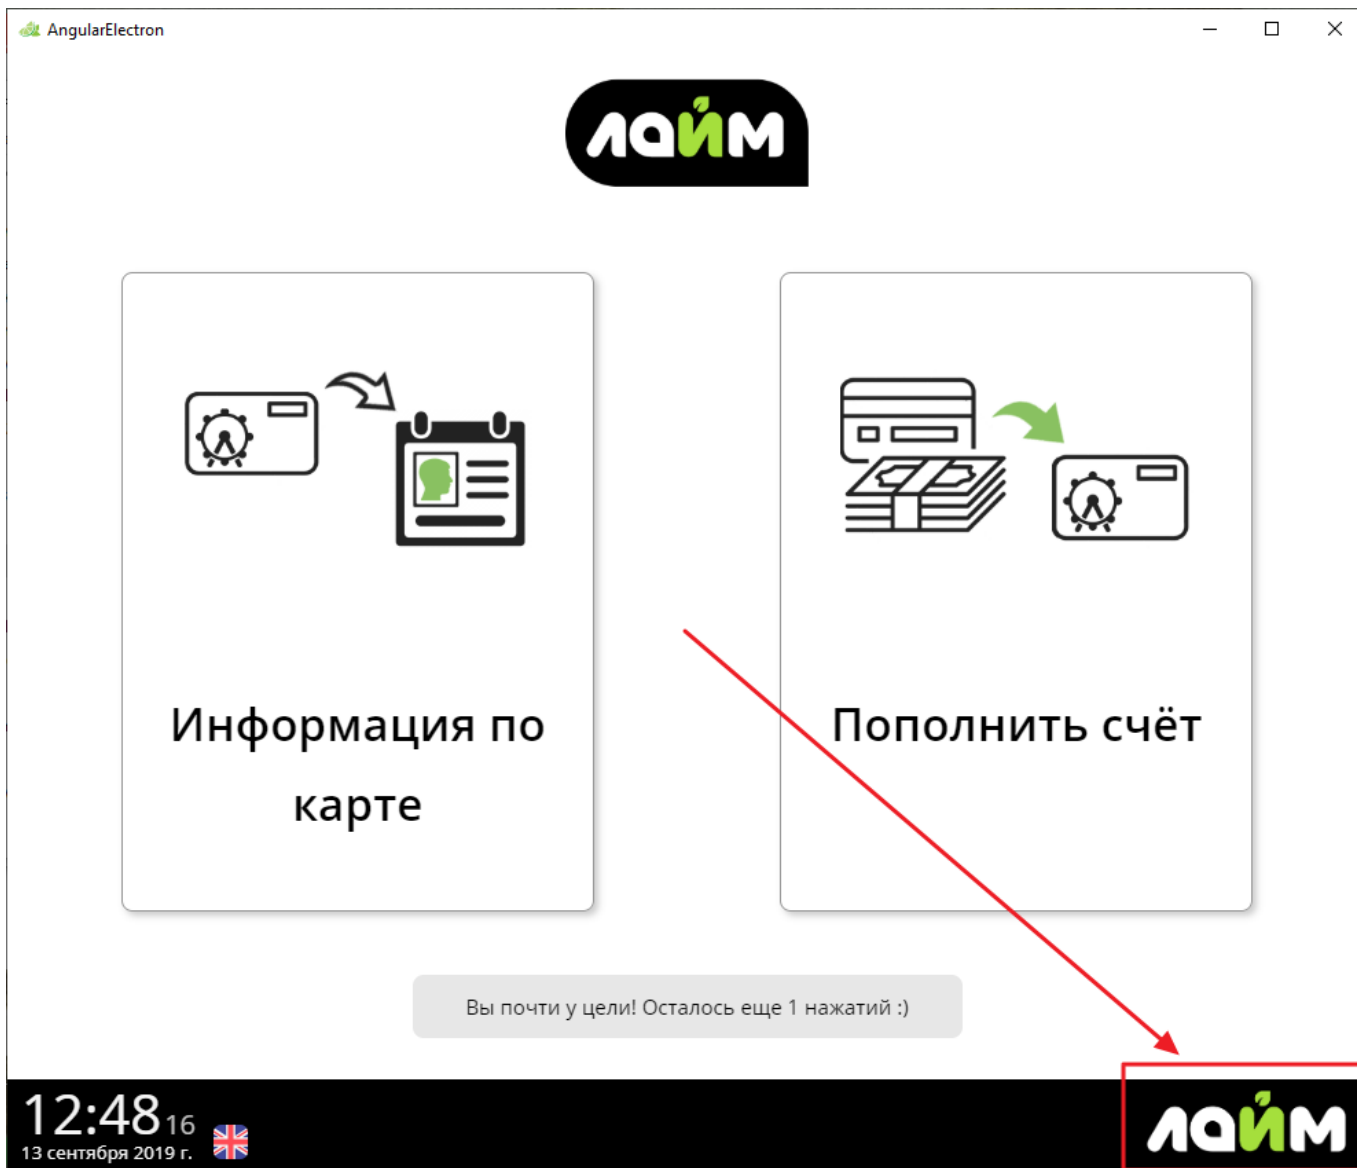 AngularElectron
лайм
Информация по
карте
Пополнить счёт
Вы почти у цели! Осталось еще 1 нажатий :)
12:48 16
13 сентября 2019 г.
лайм